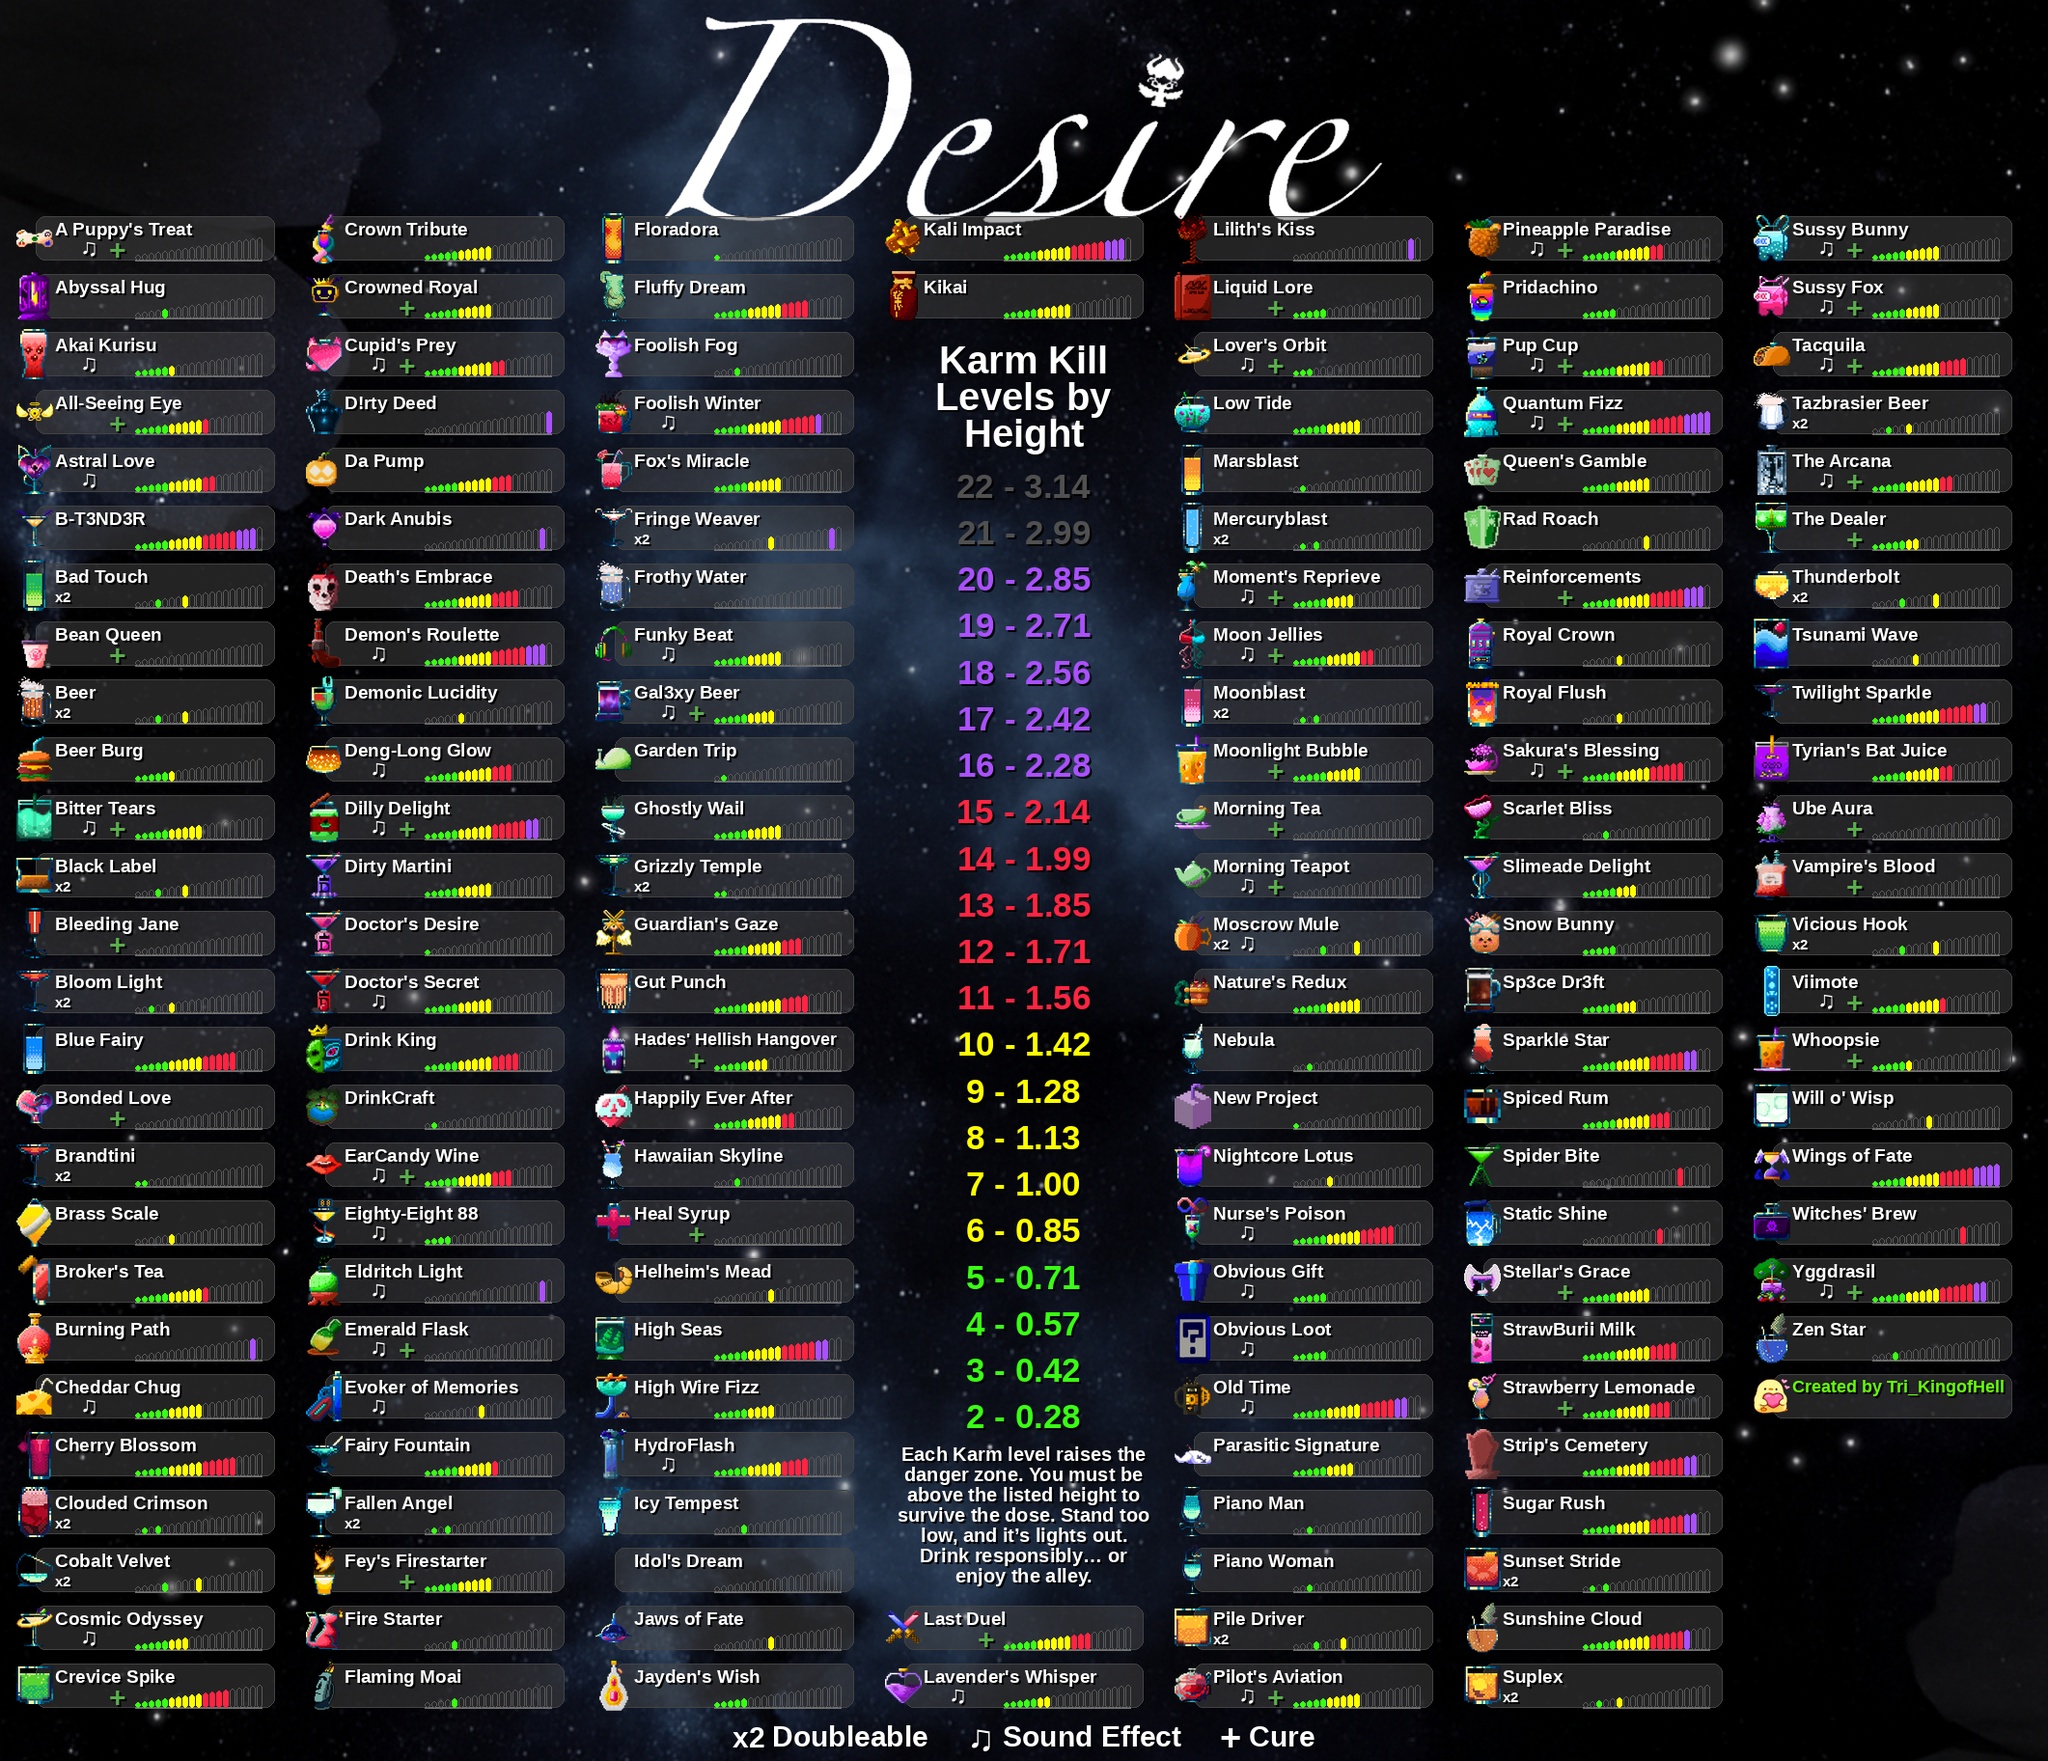 Desire
A Puppy's Treat
♫ +
Abyssal Hug
Akai Kurisu
♫
All-Seeing Eye
+
Astral Love
♫
B-T3ND3R
Bad Touch
x2
Bean Queen
+
Beer
x2
Beer Burg
Bitter Tears
♫ +
Black Label
x2
Bleeding Jane
+
Bloom Light
x2
Blue Fairy
Bonded Love
+
Brandtini
x2
Brass Scale
Broker's Tea
Burning Path
Cheddar Chug
♫
Cherry Blossom
Clouded Crimson
x2
Cobalt Velvet
x2
Cosmic Odyssey
♫
Crevice Spike
+
Crown Tribute
Crowned Royal
+
Cupid's Prey
♫ +
D!rty Deed
Da Pump
Dark Anubis
Death's Embrace
Demon's Roulette
♫
Demonic Lucidity
Deng-Long Glow
♫
Dilly Delight
♫ +
Dirty Martini
Doctor's Desire
Doctor's Secret
♫
Drink King
DrinkCraft
EarCandy Wine
♫ +
Eighty-Eight 88
♫
Eldritch Light
♫
Emerald Flask
♫ +
Evoker of Memories
♫
Fairy Fountain
Fallen Angel
x2
Fey's Firestarter
+
Fire Starter
Flaming Moai
Floradora
Fluffy Dream
Foolish Fog
Foolish Winter
♫
Fox's Miracle
Fringe Weaver
x2
Frothy Water
Funky Beat
♫
Gal3xy Beer
♫ +
Garden Trip
Ghostly Wail
Grizzly Temple
x2
Guardian's Gaze
Gut Punch
Hades' Hellish Hangover
+
Happily Ever After
Hawaiian Skyline
Heal Syrup
+
Helheim's Mead
High Seas
High Wire Fizz
HydroFlash
♫
Icy Tempest
Idol's Dream
Jaws of Fate
Jayden's Wish
Kali Impact
Kikai
Karm Kill
Levels by
Height
22 - 3.14
21 - 2.99
20 - 2.85
19 - 2.71
18 - 2.56
17 - 2.42
16 - 2.28
15 - 2.14
14 - 1.99
13 - 1.85
12 - 1.71
11 - 1.56
10 - 1.42
9 - 1.28
8 - 1.13
7 - 1.00
6 - 0.85
5 - 0.71
4 - 0.57
3 - 0.42
2 - 0.28
Each Karm level raises the
danger zone. You must be
above the listed height to
survive the dose. Stand too
low, and it's lights out.
Drink responsibly... or
enjoy the alley.
Last Duel
+
Lavender's Whisper
♫
Lilith's Kiss
Liquid Lore
+
Lover's Orbit
♫ +
Low Tide
Marsblast
Mercuryblast
x2
Moment's Reprieve
♫ +
Moon Jellies
♫ +
Moonblast
x2
Moonlight Bubble
+
Morning Tea
+
Morning Teapot
♫ +
Moscrow Mule
x2 ♫
Nature's Redux
Nebula
New Project
Nightcore Lotus
Nurse's Poison
♫
Obvious Gift
♫
Obvious Loot
♫
Old Time
♫
Parasitic Signature
Piano Man
Piano Woman
Pile Driver
x2
Pilot's Aviation
♫ +
Pineapple Paradise
♫ +
Pridachino
Pup Cup
♫ +
Quantum Fizz
♫ +
Queen's Gamble
Rad Roach
Reinforcements
+
Royal Crown
Royal Flush
Sakura's Blessing
♫ +
Scarlet Bliss
Slimeade Delight
Snow Bunny
Sp3ce Dr3ft
Sparkle Star
Spiced Rum
Spider Bite
Static Shine
Stellar's Grace
+
StrawBurii Milk
Strawberry Lemonade
+
Strip's Cemetery
Sugar Rush
Sunset Stride
x2
Sunshine Cloud
Suplex
x2
Sussy Bunny
♫ +
Sussy Fox
♫ +
Tacquila
♫ +
Tazbrasier Beer
x2
The Arcana
♫ +
The Dealer
+
Thunderbolt
x2
Tsunami Wave
Twilight Sparkle
Tyrian's Bat Juice
Ube Aura
+
Vampire's Blood
+
Vicious Hook
x2
Viimote
♫ +
Whoopsie
+
Will o' Wisp
Wings of Fate
Witches' Brew
Yggdrasil
♫ +
Zen Star
Created by Tri_KingofHell
x2 Doubleable ♫ Sound Effect + Cure